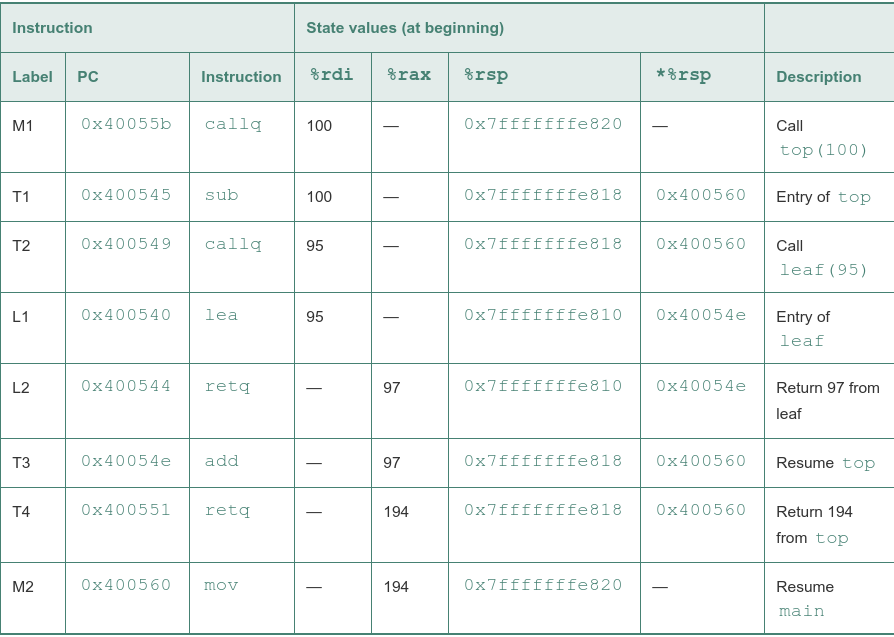 Instruction State values (at beginning)
Label PC Instruction %rdi %rax %rsp *%rsp Description
M1 0x40055b callq 100 — 0x7fffffffe820 — Call
top(100)
T1 0x400545 sub 100 — 0x7fffffffe818 0x400560 Entry of top
T2 0x400549 callq 95 — 0x7fffffffe818 0x400560 Call
leaf(95)
L1 0x400540 lea 95 — 0x7fffffffe810 0x40054e Entry of
leaf
L2 0x400544 retq — 97 0x7fffffffe810 0x40054e Return 97 from
leaf
T3 0x40054e add — 97 0x7fffffffe818 0x400560 Resume top
T4 0x400551 retq — 194 0x7fffffffe818 0x400560 Return 194
from top
M2 0x400560 mov — 194 0x7fffffffe820 — Resume
main